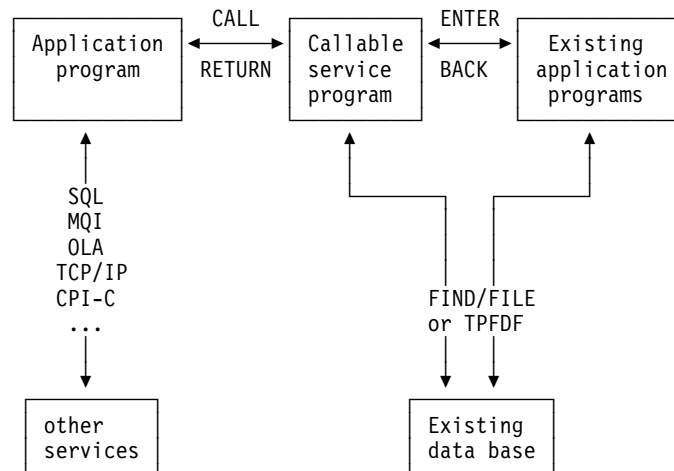 Application
program
CALL
RETURN
Callable
service
program
ENTER
BACK
Existing
application
programs
SQL
MQI
OLA
TCP/IP
CPI-C
...
FIND/FILE
or TPFDF
other
services
Existing
data base